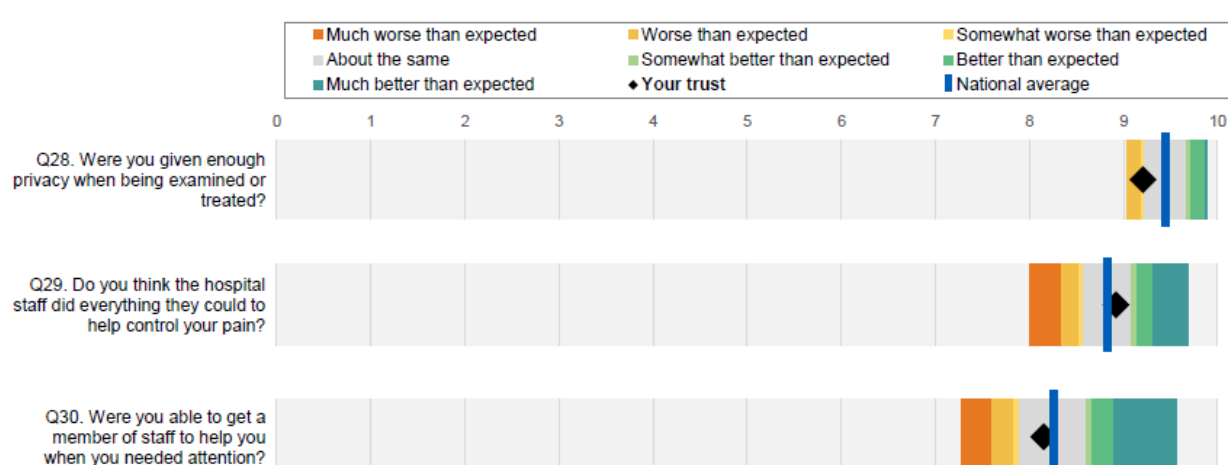 Much worse than expected Worse than expected Somewhat worse than expected
About the same Somewhat better than expected Better than expected
Much better than expected Your trust National average
0 1 2 3 4 5 6 7 8 9 10
Q28. Were you given enough
privacy when being examined or
treated?
Q29. Do you think the hospital
staff did everything they could to
help control your pain?
Q30. Were you able to get a
member of staff to help you
when you needed attention?